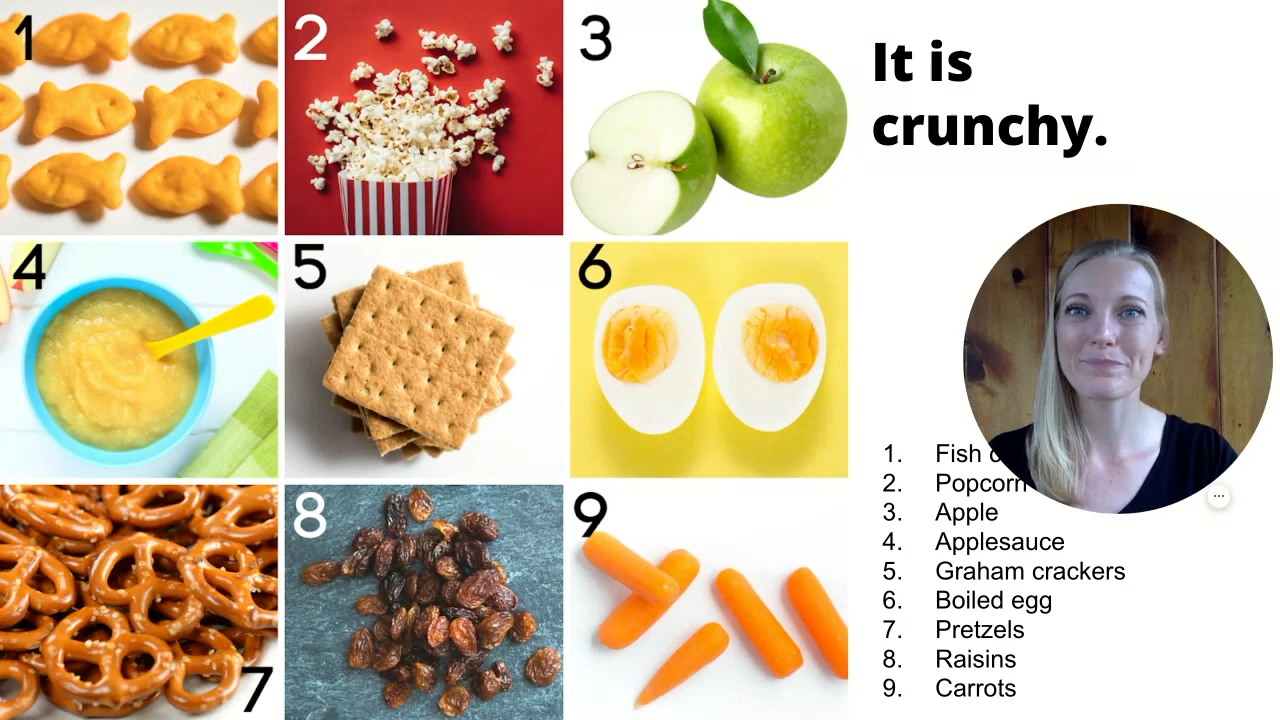 1
2
3
It is
crunchy.
4
5
6
7
8
9
1. Fish
2. Popcorn
3. Apple
4. Applesauce
5. Graham crackers
6. Boiled egg
7. Pretzels
8. Raisins
9. Carrots